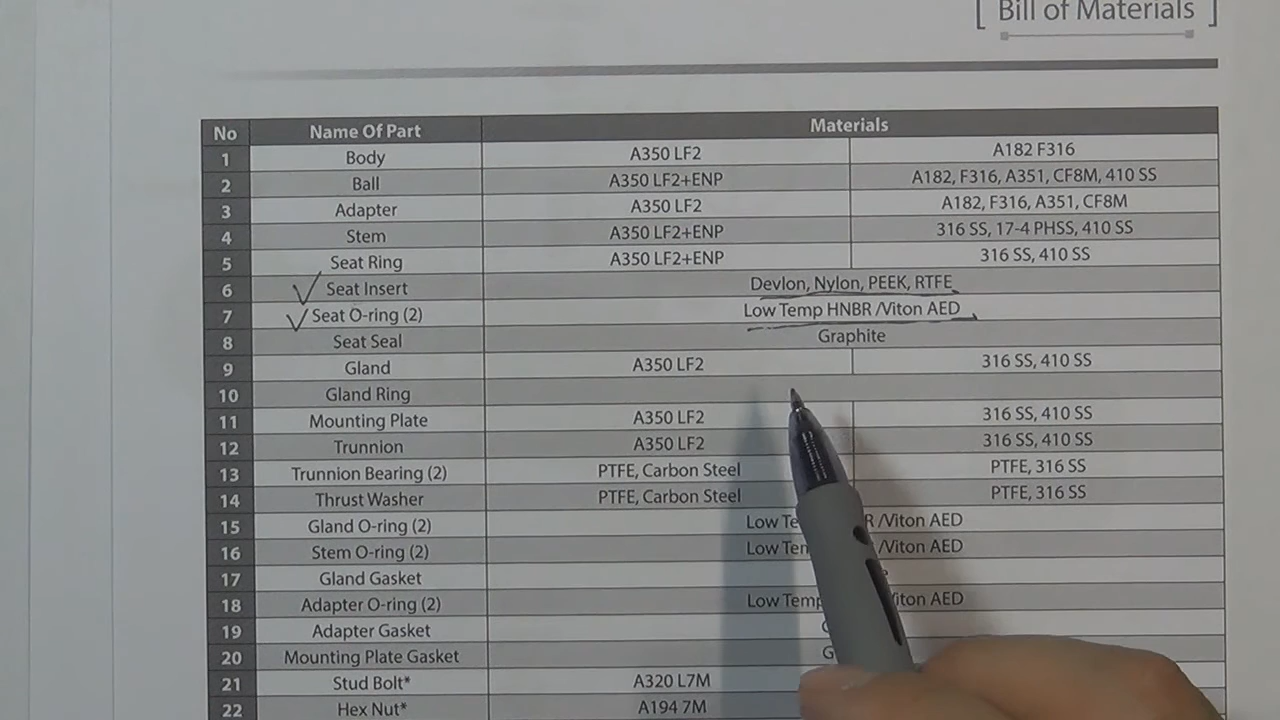 [ Bill of Materials ]
No Name Of Part Materials
1 Body A350 LF2 A182 F316
2 Ball A350 LF2+ENP A182, F316, A351, CF8M, 410 SS
3 Adapter A350 LF2 A182, F316, A351, CF8M
4 Stem A350 LF2+ENP 316 SS, 17-4 PHSS, 410 SS
5 Seat Ring A350 LF2+ENP 316 SS, 410 SS
6 Seat Insert Devlon, Nylon, PEEK, RTFE
7 Seat O-ring (2) Low Temp HNBR /Viton AED
8 Seat Seal Graphite
9 Gland A350 LF2 316 SS, 410 SS
10 Gland Ring
11 Mounting Plate A350 LF2 316 SS, 410 SS
12 Trunnion A350 LF2 316 SS, 410 SS
13 Trunnion Bearing (2) PTFE, Carbon Steel PTFE, 316 SS
14 Thrust Washer PTFE, Carbon Steel PTFE, 316 SS
15 Gland O-ring (2) Low /Viton AED
16 Stem O-ring (2) Low /Viton AED
17 Gland Gasket
18 Adapter O-ring (2) Low Temp AED
19 Adapter Gasket
20 Mounting Plate Gasket
21 Stud Bolt* A320 L7M
22 Hex Nut* A194 7M